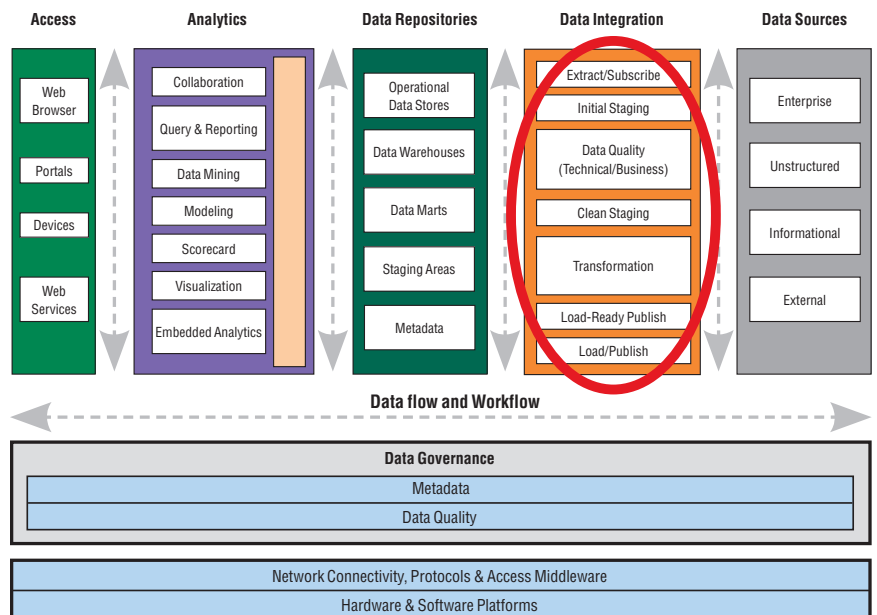 Access
Analytics
Data Repositories
Data Integration
Data Sources
Web
Browser
Portals
Devices
Web
Services
Collaboration
Query & Reporting
Data Mining
Modeling
Scorecard
Visualization
Embedded Analytics
Operational
Data Stores
Data Warehouses
Data Marts
Staging Areas
Metadata
Extract/Subscribe
Initial Staging
Data Quality
(Technical/Business)
Clean Staging
Transformation
Load-Ready Publish
Load/Publish
Enterprise
Unstructured
Informational
External
Data flow and Workflow
Data Governance
Metadata
Data Quality
Network Connectivity, Protocols & Access Middleware
Hardware & Software Platforms